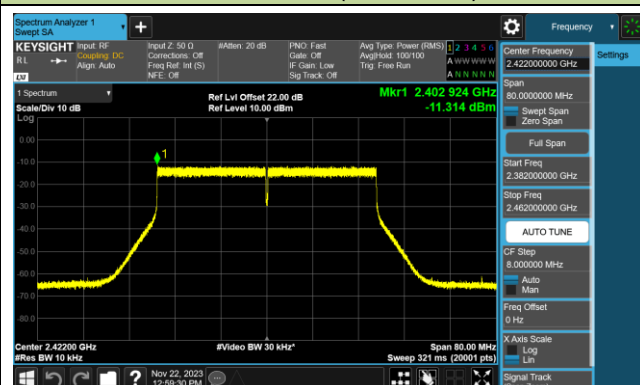 Spectrum Analyzer 1
Swept SA
Frequency
KEYSIGHT
Input: RF
Input Z: 50 Ω
#Atten: 20 dB
PNO: Fast
Avg Type: Power (RMS)
1 2 3 4 5 6
RL
Coupling: DC
Corrections: Off
Gate: Off
Avg|Hold: 100/100
A W W W W W
Align: Auto
Freq Ref: Int (S)
IF Gain: Low
Trig: Free Run
NFE: Off
Sig Track: Off
A N N N N N
LXI
1 Spectrum
Scale/Div 10 dB
Ref Lvl Offset 22.00 dB
Ref Level 10.00 dBm
Mkr1 2.402 924 GHz
-11.314 dBm
Log
0.00
-10.0
-20.0
-30.0
-40.0
-50.0
-60.0
-70.0
-80.0
1
Center 2.42200 GHz
#Video BW 30 kHz*
Span 80.00 MHz
#Res BW 10 kHz
Sweep 321 ms (20001 pts)
Nov 22, 2023
12:59:30 PM
Center Frequency
2.422000000 GHz
Settings
Span
80.0000000 MHz
Swept Span
Zero Span
Full Span
Start Freq
2.382000000 GHz
Stop Freq
2.462000000 GHz
AUTO TUNE
CF Step
8.000000 MHz
Auto
Man
Freq Offset
0 Hz
X Axis Scale
Log
Lin
Signal Track